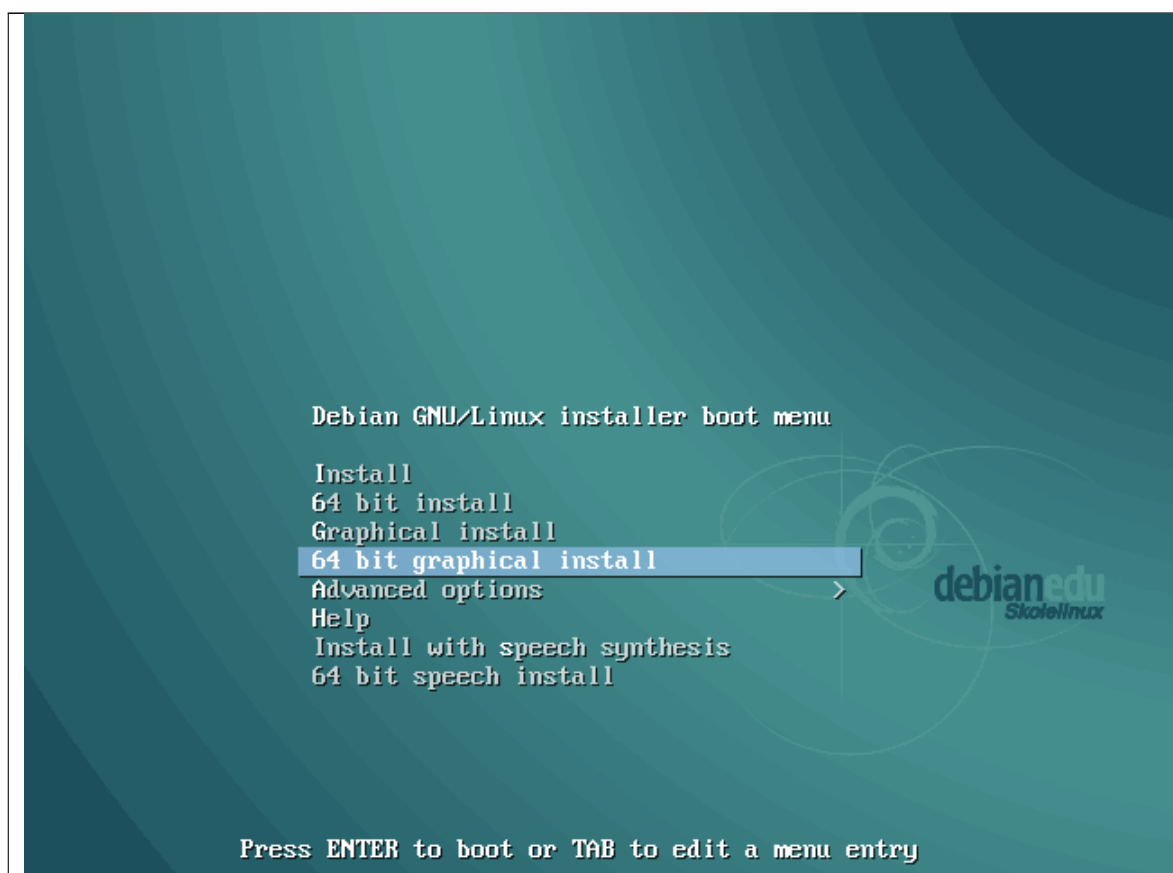 Debian GNU/Linux installer boot menu
Install
64 bit install
Graphical install
64 bit graphical install
Advanced options >
Help
Install with speech synthesis
64 bit speech install
debianedu
Skolelinux
Press ENTER to boot or TAB to edit a menu entry